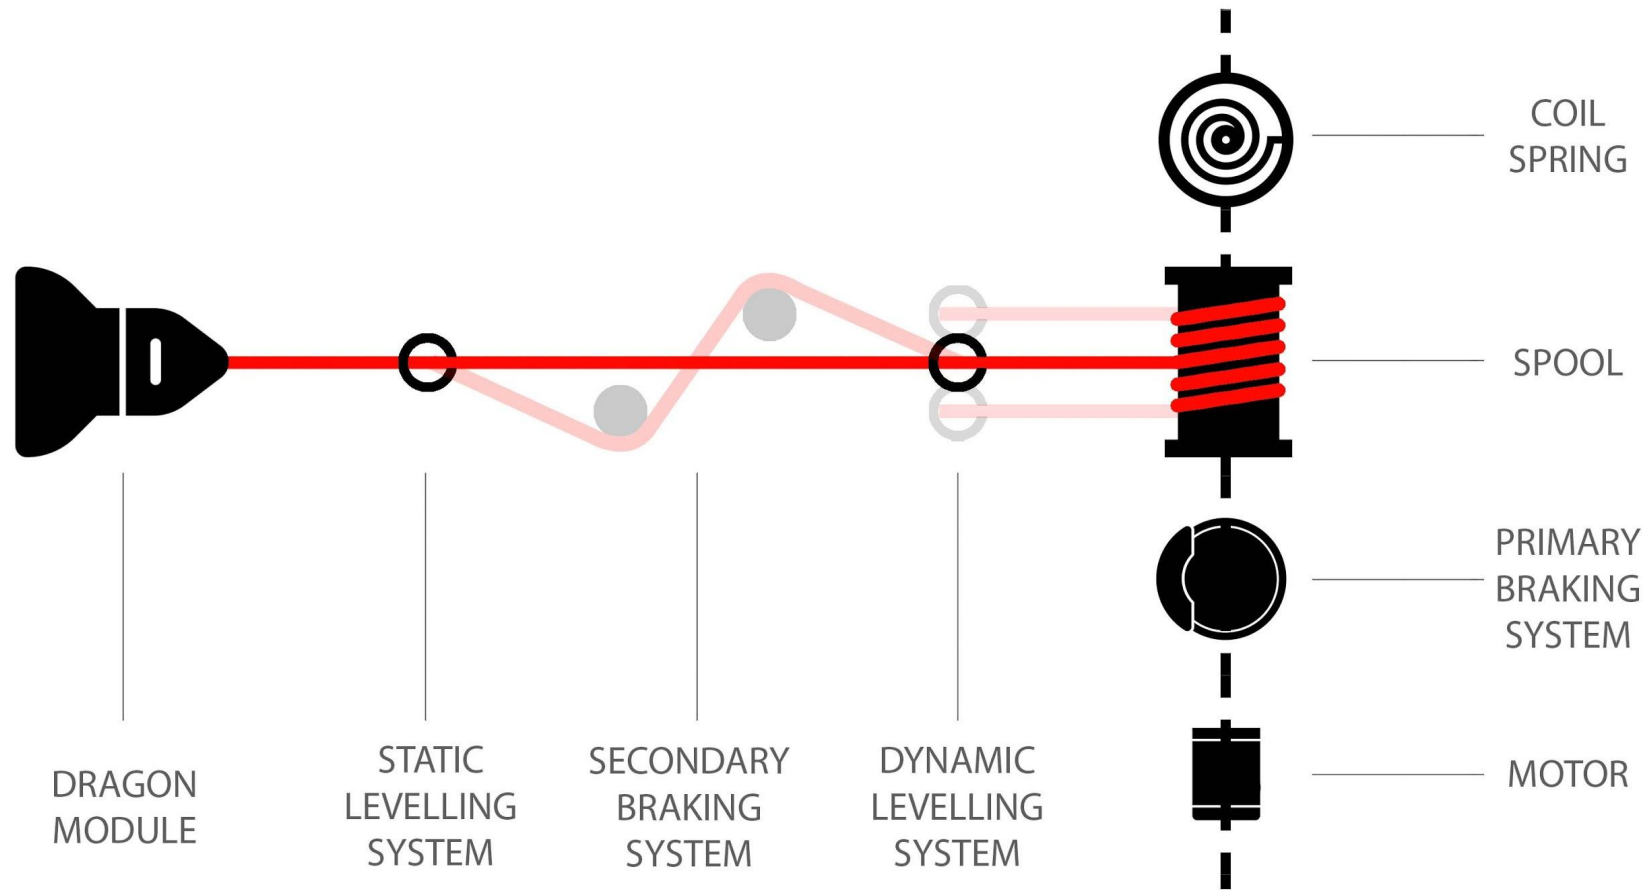 COIL
SPRING
SPOOL
PRIMARY
BRAKING
SYSTEM
MOTOR
DRAGON
MODULE
STATIC
LEVELLING
SYSTEM
SECONDARY
BRAKING
SYSTEM
DYNAMIC
LEVELLING
SYSTEM